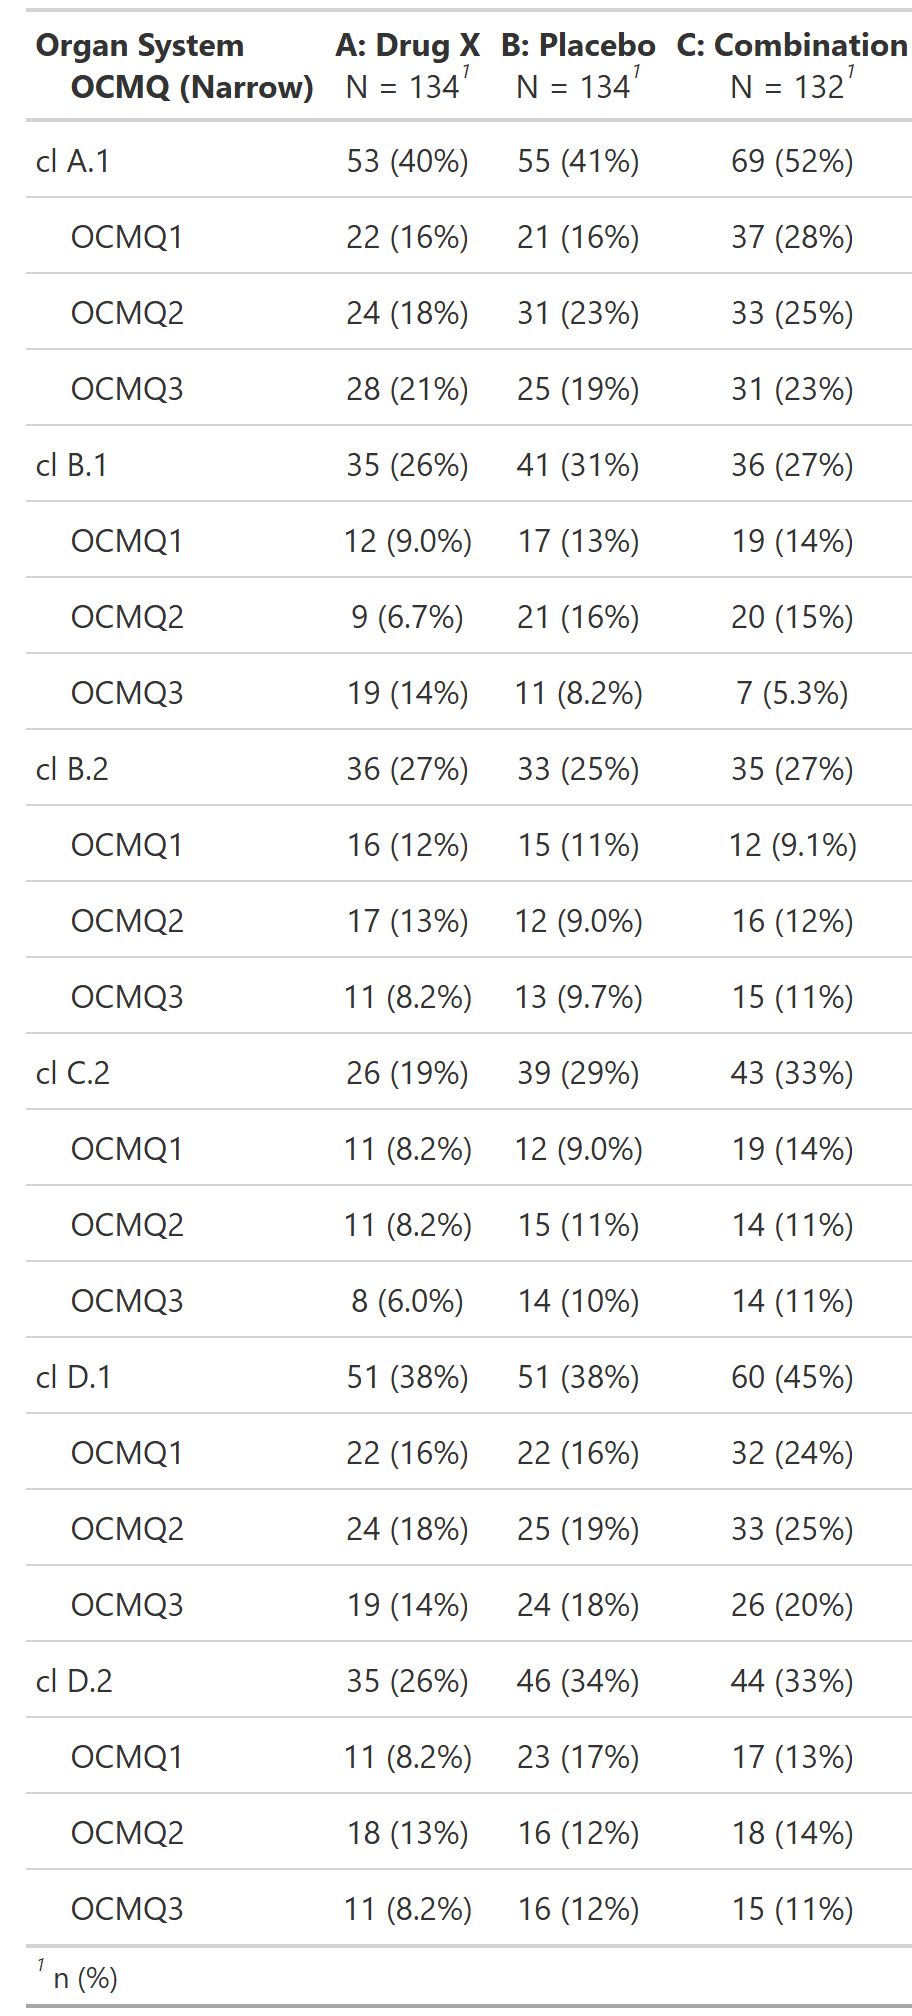 Organ System A: Drug X B: Placebo C: Combination
OCMQ (Narrow) N = 134¹ N = 134¹ N = 132¹
cl A.1 53 (40%) 55 (41%) 69 (52%)
OCMQ1 22 (16%) 21 (16%) 37 (28%)
OCMQ2 24 (18%) 31 (23%) 33 (25%)
OCMQ3 28 (21%) 25 (19%) 31 (23%)
cl B.1 35 (26%) 41 (31%) 36 (27%)
OCMQ1 12 (9.0%) 17 (13%) 19 (14%)
OCMQ2 9 (6.7%) 21 (16%) 20 (15%)
OCMQ3 19 (14%) 11 (8.2%) 7 (5.3%)
cl B.2 36 (27%) 33 (25%) 35 (27%)
OCMQ1 16 (12%) 15 (11%) 12 (9.1%)
OCMQ2 17 (13%) 12 (9.0%) 16 (12%)
OCMQ3 11 (8.2%) 13 (9.7%) 15 (11%)
cl C.2 26 (19%) 39 (29%) 43 (33%)
OCMQ1 11 (8.2%) 12 (9.0%) 19 (14%)
OCMQ2 11 (8.2%) 15 (11%) 14 (11%)
OCMQ3 8 (6.0%) 14 (10%) 14 (11%)
cl D.1 51 (38%) 51 (38%) 60 (45%)
OCMQ1 22 (16%) 22 (16%) 32 (24%)
OCMQ2 24 (18%) 25 (19%) 33 (25%)
OCMQ3 19 (14%) 24 (18%) 26 (20%)
cl D.2 35 (26%) 46 (34%) 44 (33%)
OCMQ1 11 (8.2%) 23 (17%) 17 (13%)
OCMQ2 18 (13%) 16 (12%) 18 (14%)
OCMQ3 11 (8.2%) 16 (12%) 15 (11%)
¹ n (%)